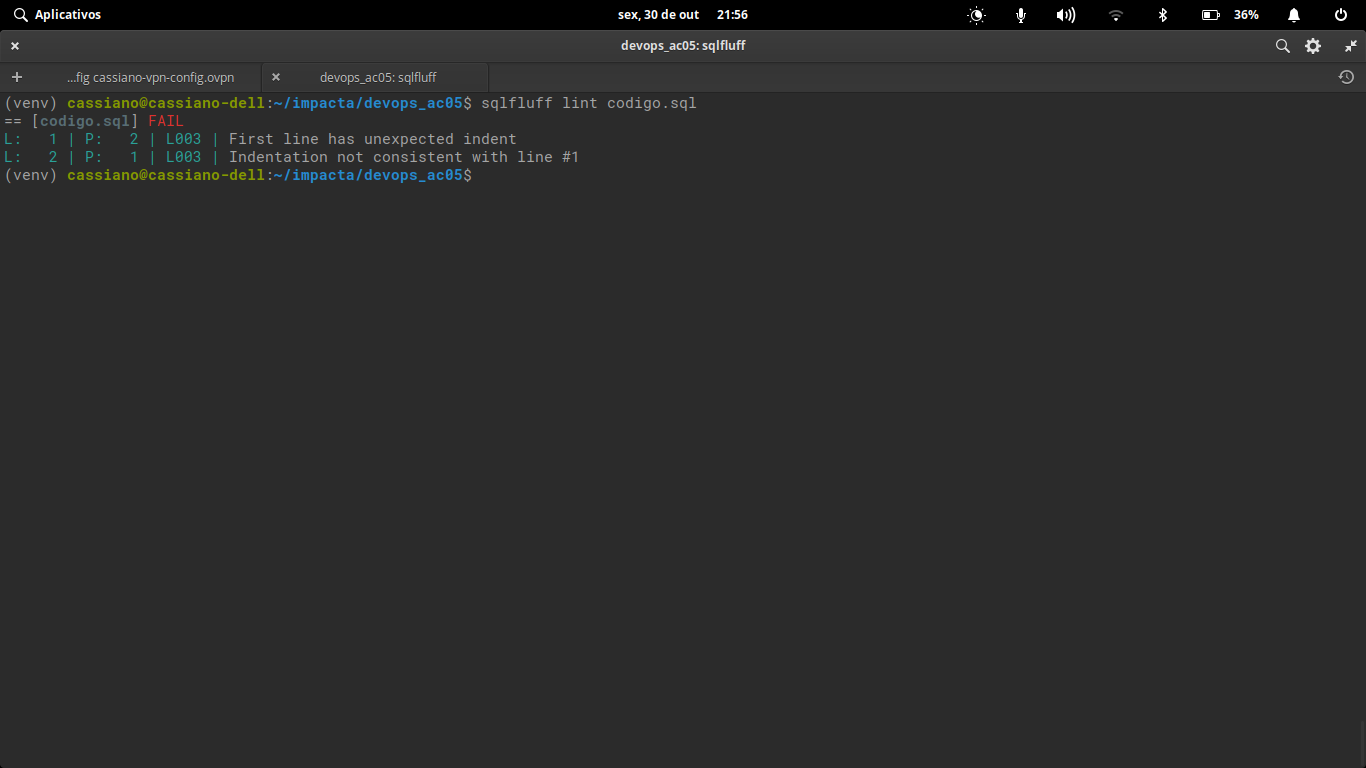 Aplicativos sex, 30 de out 21:56 36%
devops_ac05: sqlfluff
...fig cassiano-vpn-config.ovpn devops_ac05: sqlfluff
(venv) cassiano@cassiano-dell:~/impacta/devops_ac05$ sqlfluff lint codigo.sql
== [codigo.sql] FAIL
L:   1 | P:   2 | L003 | First line has unexpected indent
L:   2 | P:   1 | L003 | Indentation not consistent with line #1
(venv) cassiano@cassiano-dell:~/impacta/devops_ac05$